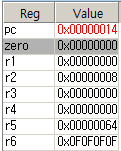 Reg Value
pc 0x00000014
zero 0x00000000
r1 0x00000000
r2 0x00000008
r3 0x00000000
r4 0x00000000
r5 0x00000064
r6 0x0F0F0F0F